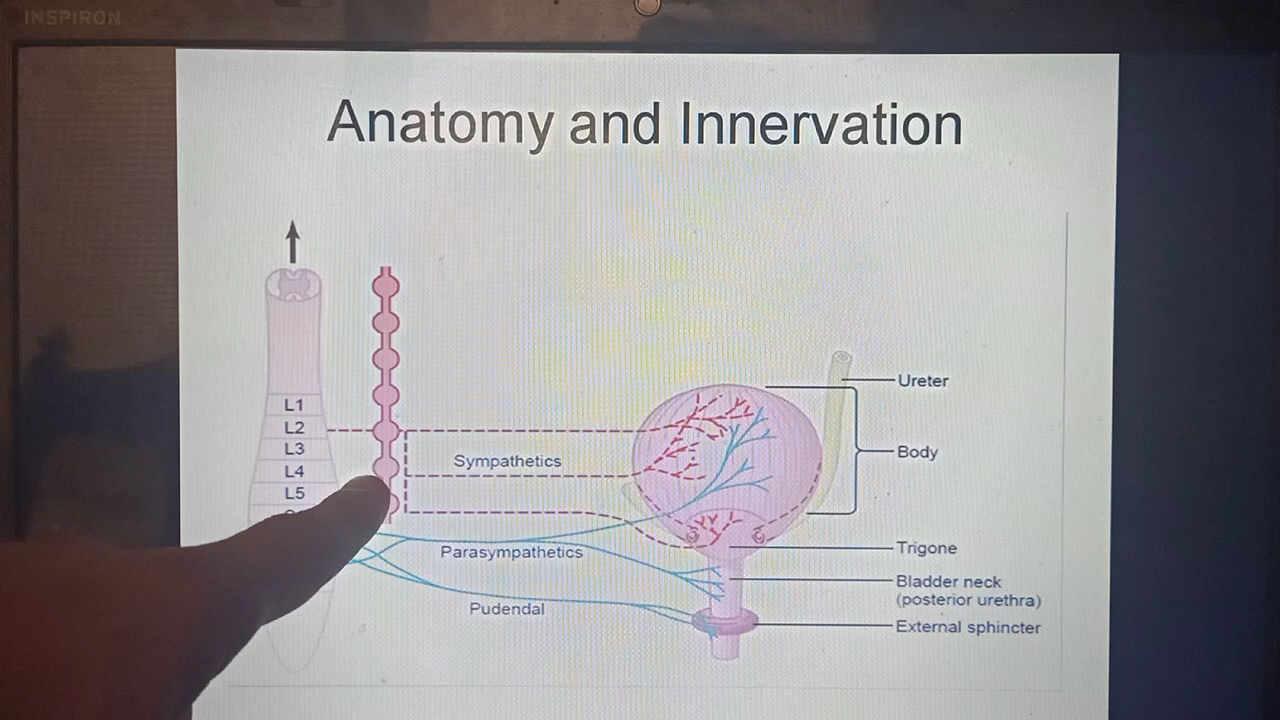 INSPIRON
Anatomy and Innervation
L1
L2
L3
L4
L5
Sympathetics
Parasympathetics
Pudendal
Ureter
Body
Trigone
Bladder neck
(posterior urethra)
External sphincter